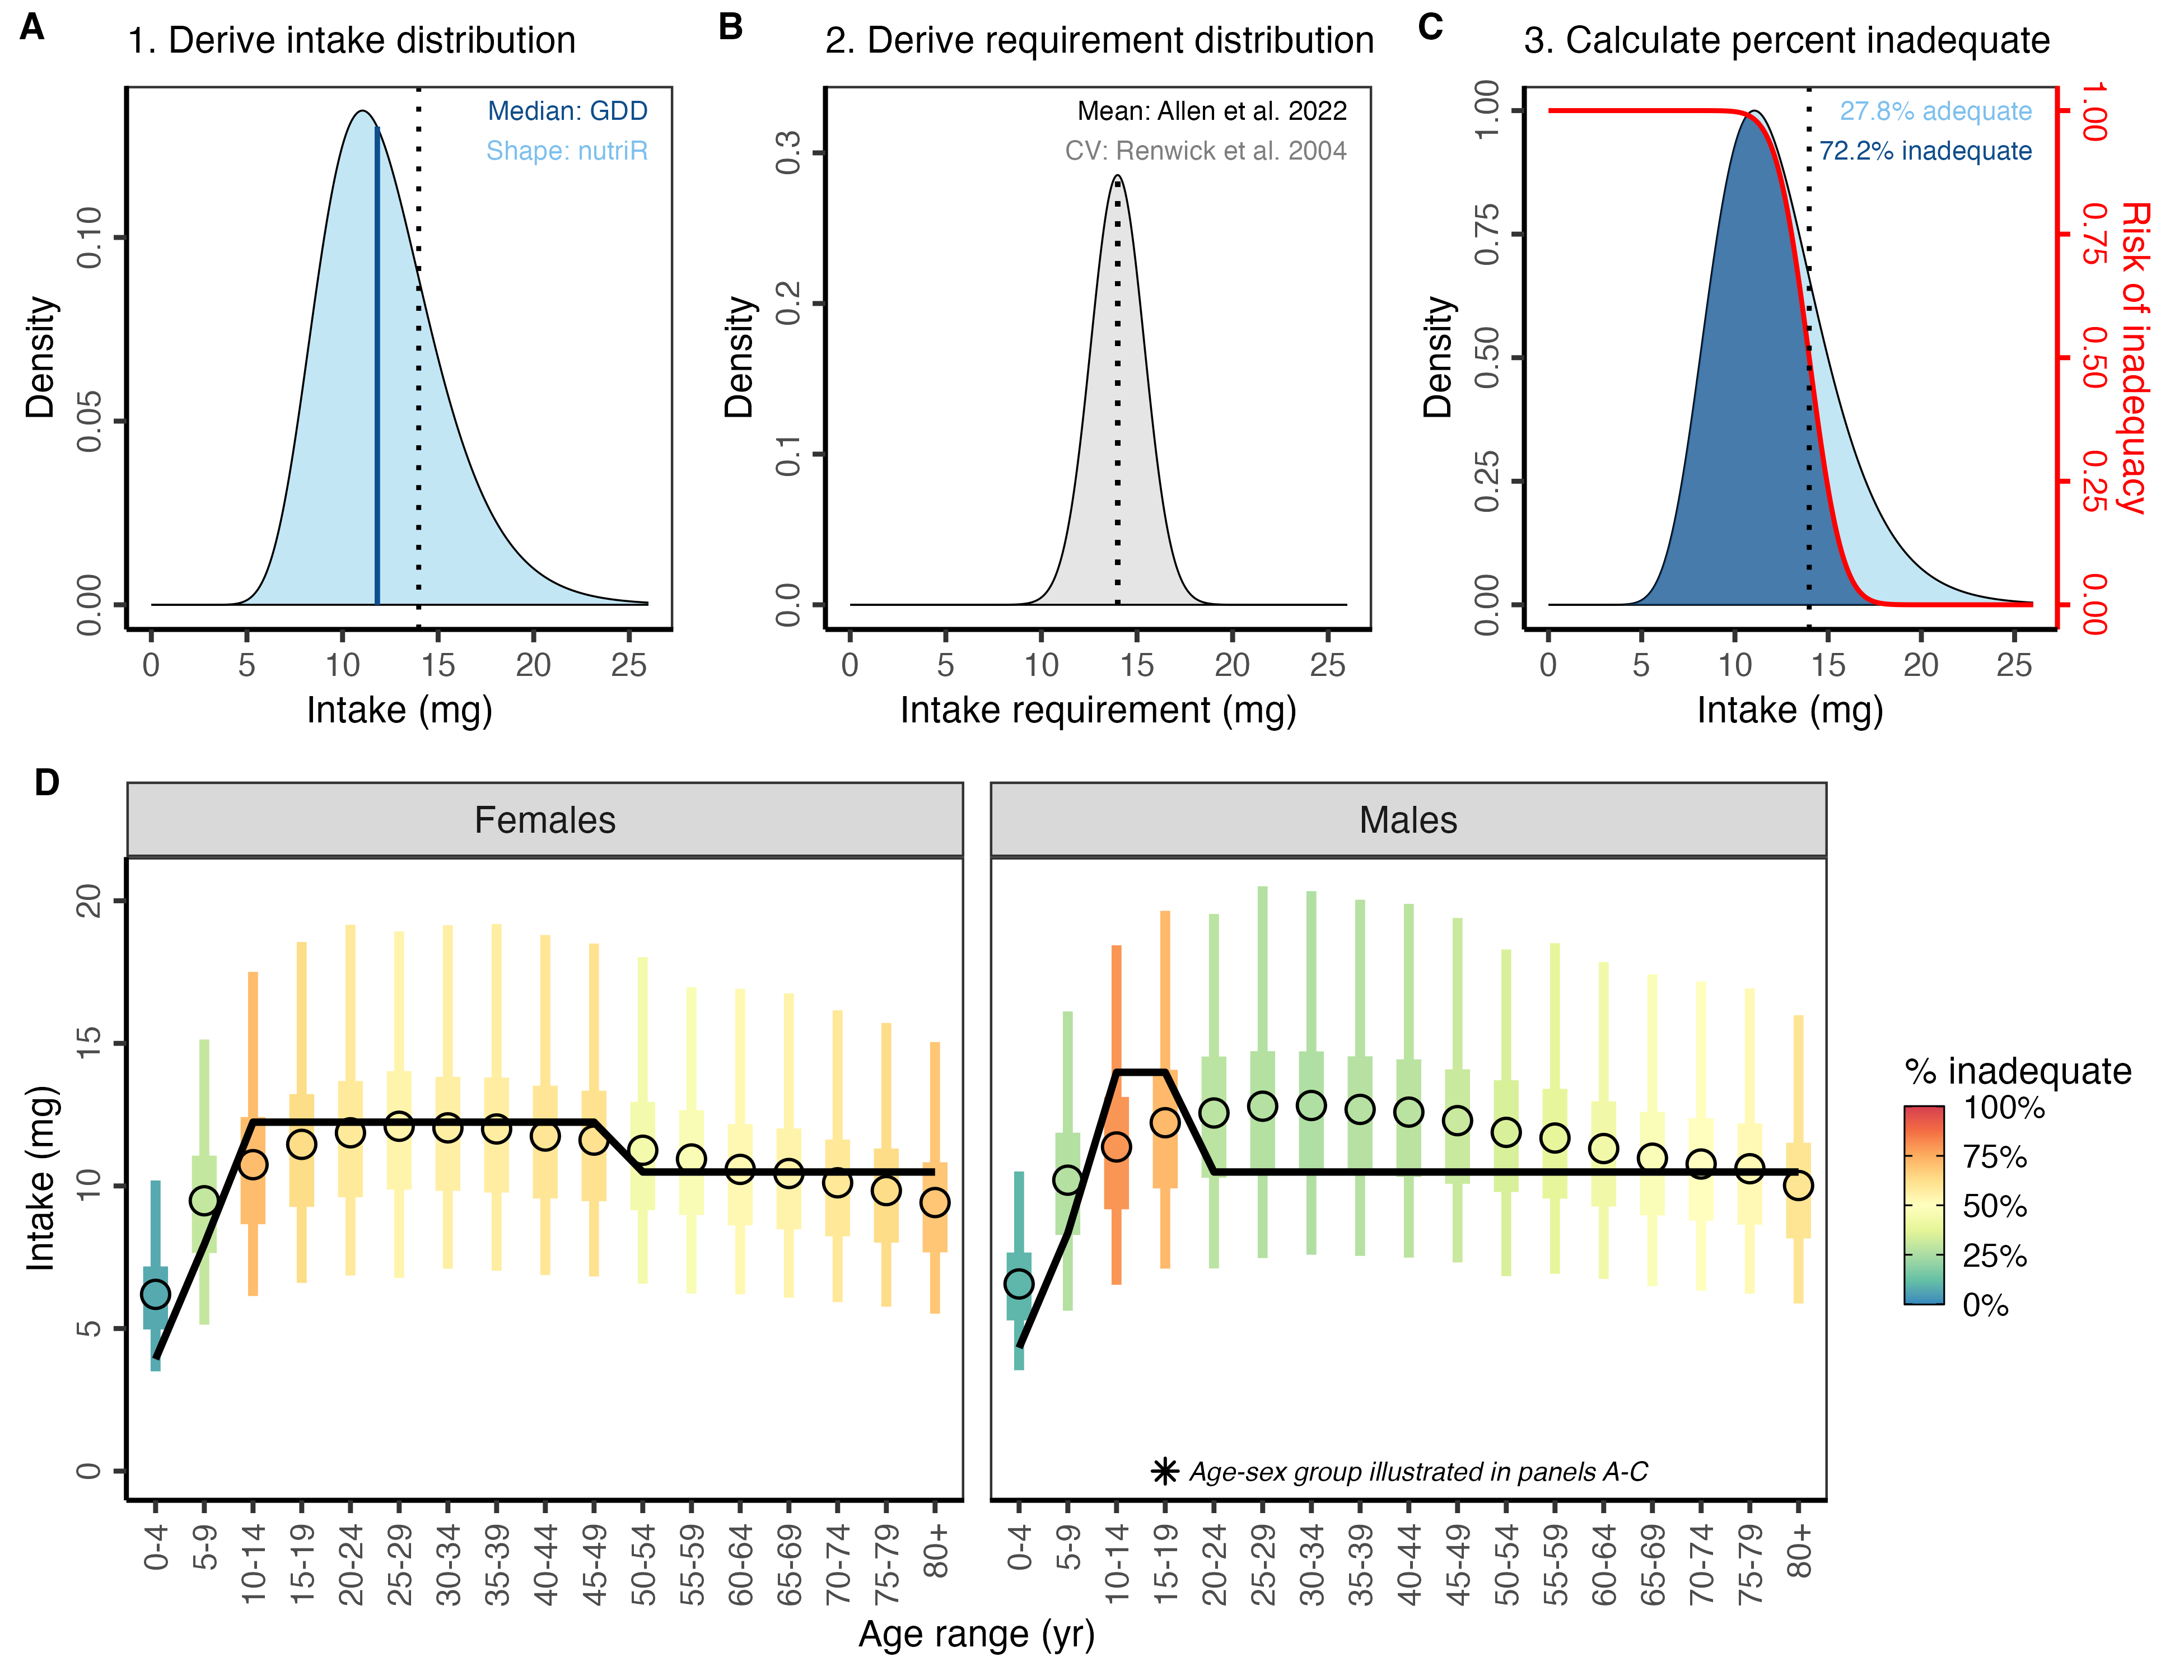 A
1. Derive intake distribution
Median: GDD
Shape: nutriR
Density
0.00
0.05
0.10
0 5 10 15 20 25
Intake (mg)
B
2. Derive requirement distribution
Mean: Allen et al. 2022
CV: Renwick et al. 2004
Density
0.0
0.1
0.2
0.3
0 5 10 15 20 25
Intake requirement (mg)
C
3. Calculate percent inadequate
27.8% adequate
72.2% inadequate
Density
0.00
0.25
0.50
0.75
1.00
Risk of inadequacy
1.00
0.75
0.50
0.25
0.00
0 5 10 15 20 25
Intake (mg)
D
Females
Males
Intake (mg)
20
15
10
5
0
✳ Age-sex group illustrated in panels A-C
0-4
5-9
10-14
15-19
20-24
25-29
30-34
35-39
40-44
45-49
50-54
55-59
60-64
65-69
70-74
75-79
80+
0-4
5-9
10-14
15-19
20-24
25-29
30-34
35-39
40-44
45-49
50-54
55-59
60-64
65-69
70-74
75-79
80+
Age range (yr)
% inadequate
100%
75%
50%
25%
0%